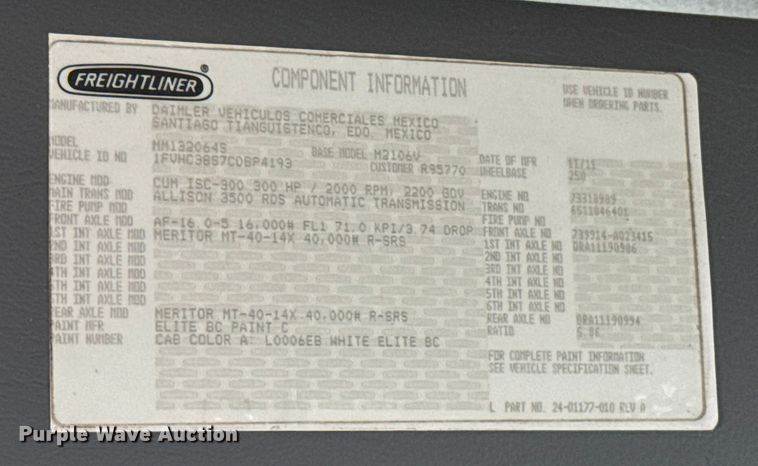 FREIGHTLINER ®
COMPONENT INFORMATION
USE VEHICLE ID NUMBER
WHEN ORDERING PARTS.
MANUFACTURED BY DAIMLER VEHICULOS COMERCIALES MEXICO
SANTIAGO TIANGUISTENCO, EDO. MEXICO
MODEL MM132064S BASE MODEL M2106V DATE OF MFR 11/11
VEHICLE ID NO CUSTOMER R95770 WHEELBASE 250
ENGINE MOD CUM ISC-300 300 HP / 2000 RPM; 2200 GOV ENGINE NO
MAIN TRANS MOD ALLISON 3500 RDS AUTOMATIC TRANSMISSION TRANS NO
FIRE PUMP MOD FIRE PUMP NO
FRONT AXLE MOD AF-16.0-5 16,000# FL1 71.0 KPI/3.74 DROP FRONT AXLE NO
1ST INT AXLE MOD MERITOR MT-40-14X 40,000# R-SRS 1ST INT AXLE NO
2ND INT AXLE MOD 2ND INT AXLE NO
3RD INT AXLE MOD 3RD INT AXLE NO
4TH INT AXLE MOD 4TH INT AXLE NO
5TH INT AXLE MOD 5TH INT AXLE NO
6TH INT AXLE MOD 6TH INT AXLE NO
REAR AXLE MOD MERITOR MT-40-14X 40,000# R-SRS REAR AXLE NO
PAINT MFR ELITE BC PAINT C RATIO
PAINT NUMBER CAB COLOR A: L0006EB WHITE ELITE BC
FOR COMPLETE PAINT INFORMATION
SEE VEHICLE SPECIFICATION SHEET.
PART NO. 24-01177-010 REV A
Purple Wave Auction